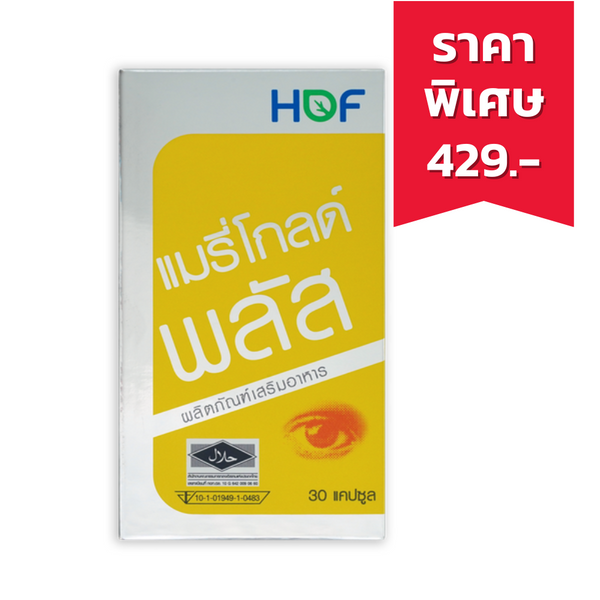 ราคา
พิเศษ
429.-
HOF
แมรี่โกลด์
พลัส
ผลิตภัณฑ์เสริมอาหาร
حلال
30 แคปซูล
10-1-01949-1-0483